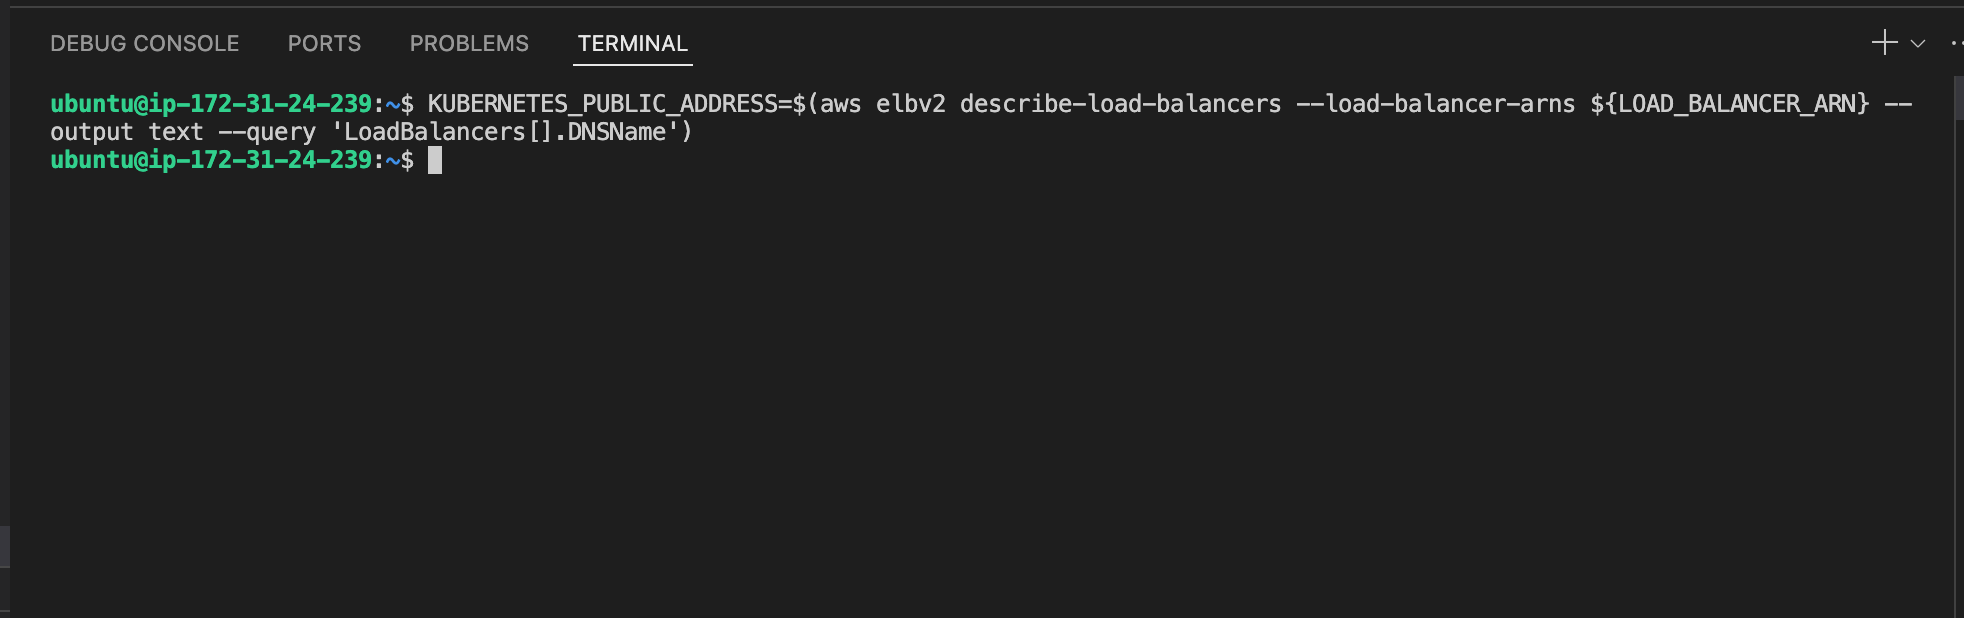 DEBUG CONSOLE PORTS PROBLEMS TERMINAL
ubuntu@ip-172-31-24-239:~$ KUBERNETES_PUBLIC_ADDRESS=$(aws elbv2 describe-load-balancers --load-balancer-arns ${LOAD_BALANCER_ARN} --
output text --query 'LoadBalancers[].DNSName')
ubuntu@ip-172-31-24-239:~$